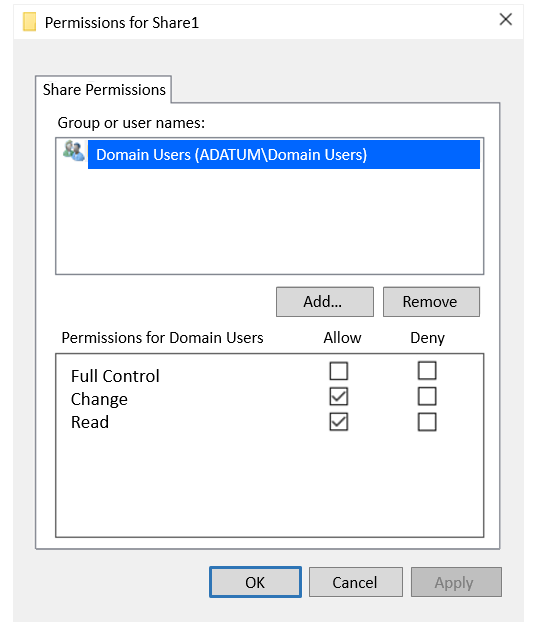 Permissions for Share1
Share Permissions
Group or user names:
Domain Users (ADATUM\Domain Users)
Add... Remove
Permissions for Domain Users Allow Deny
Full Control
Change
Read
OK Cancel Apply